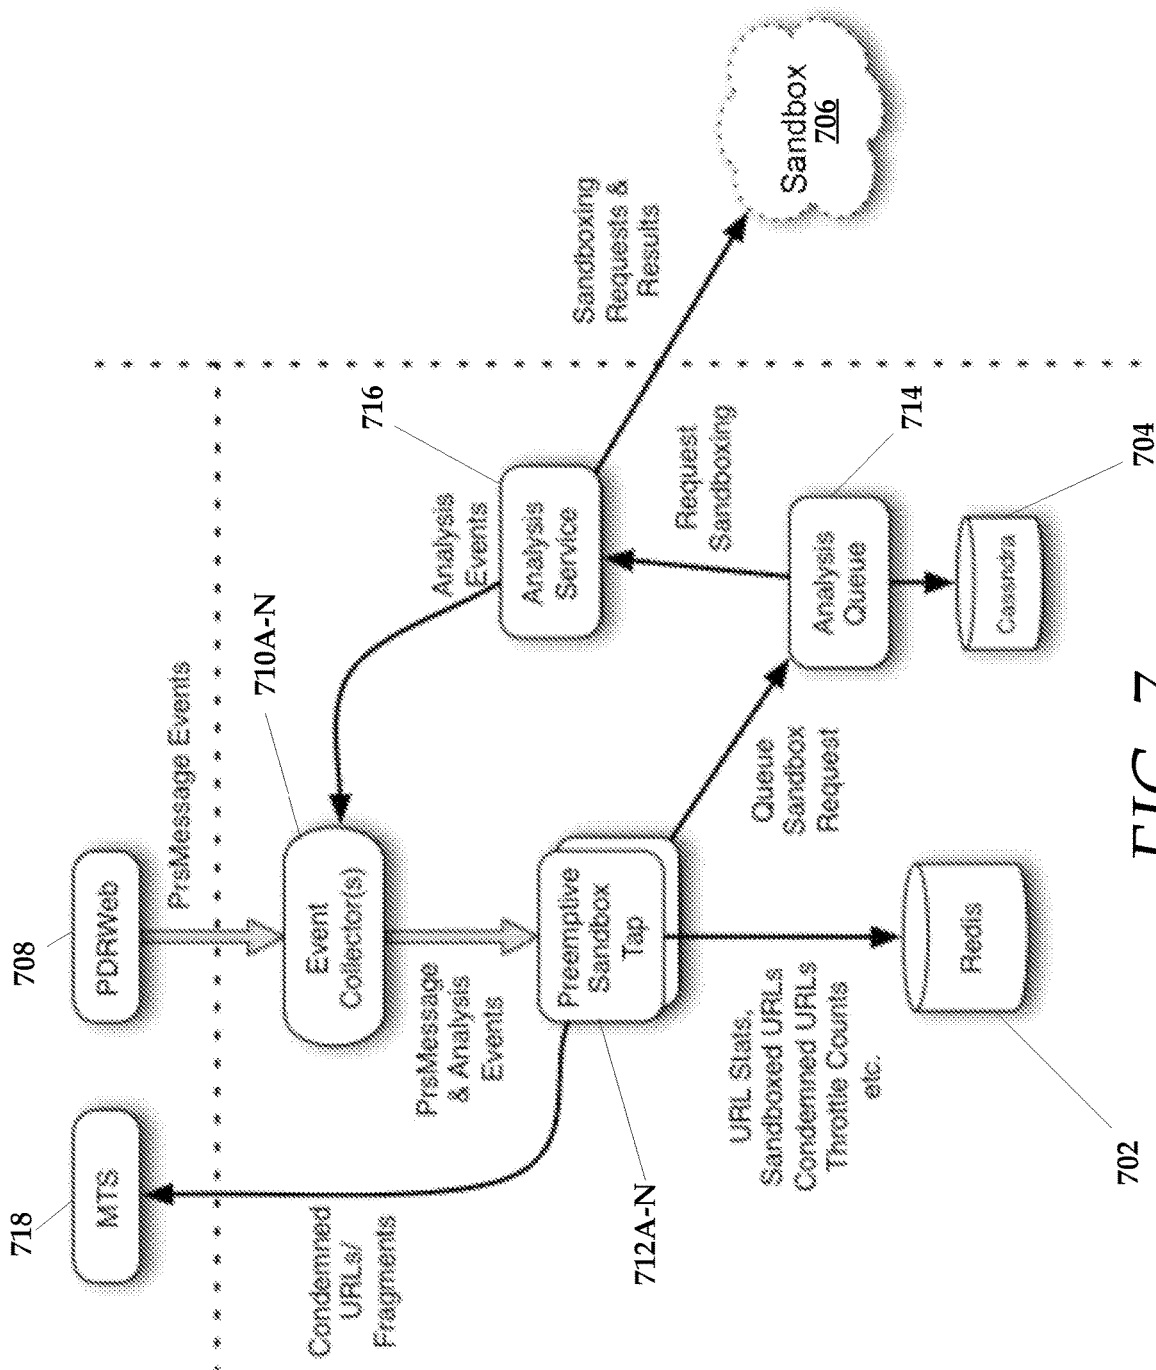 718
MTS
708
PDRWeb
PrsMessage Events
Condemned
URLs/
Fragments
Event
Collector(s)
710A-N
PrsMessage
& Analysis
Events
Analysis
Events
716
Analysis
Service
Sandboxing
Requests &
Results
Sandbox
706
712A-N
Preemptive
Sandbox
Tap
Queue
Sandbox
Request
Request
Sandboxing
714
Analysis
Queue
URL Stats,
Sandboxed URLs
Condemned URLs
Throttle Counts
etc.
702
Redis
Cassndra
704
FIG. 7